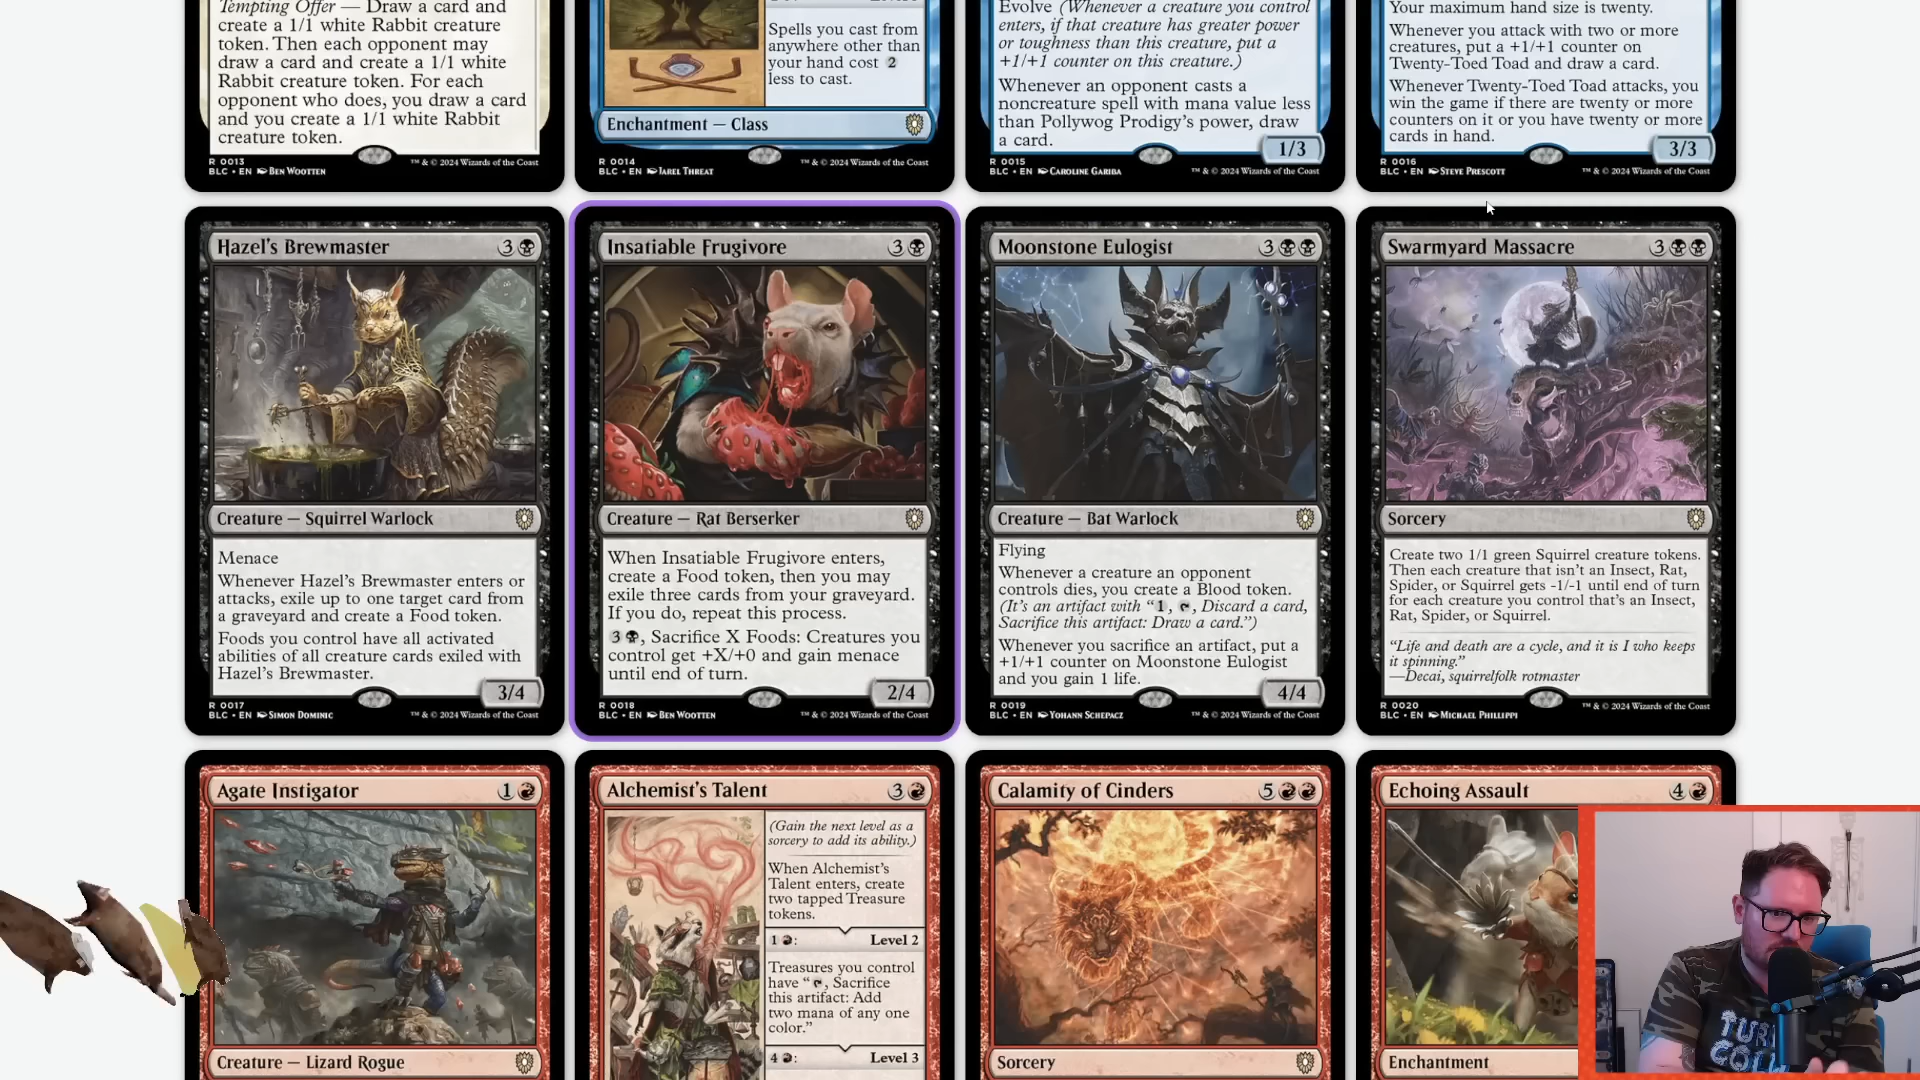 Tempting Offer — Draw a card and
create a 1/1 white Rabbit creature
token. Then each opponent may
draw a card and create a 1/1 white
Rabbit creature token. For each
opponent who does, you draw a card
and you create a 1/1 white Rabbit
creature token.
R 0013
BLC • EN BEN WOOTTEN
™ & © 2024 Wizards of the Coast
Spells you cast from
anywhere other than
your hand cost 2
less to cast.
Enchantment — Class
R 0014
BLC • EN JAREL THREAT
™ & © 2024 Wizards of the Coast
Evolve (Whenever a creature you control
enters, if that creature has greater power
or toughness than this creature, put a
+1/+1 counter on this creature.)
Whenever an opponent casts a
noncreature spell with mana value less
than Pollywog Prodigy's power, draw
a card.
1/3
R 0015
BLC • EN CAROLINE GARIBA
™ & © 2024 Wizards of the Coast
Your maximum hand size is twenty.
Whenever you attack with two or more
creatures, put a +1/+1 counter on
Twenty-Toed Toad and draw a card.
Whenever Twenty-Toed Toad attacks, you
win the game if there are twenty or more
counters on it or you have twenty or more
cards in hand.
3/3
R 0016
BLC • EN STEVE PRESCOTT
™ & © 2024 Wizards of the Coast
Hazel's Brewmaster 3
Creature — Squirrel Warlock
Menace
Whenever Hazel's Brewmaster enters or
attacks, exile up to one target card from
a graveyard and create a Food token.
Foods you control have all activated
abilities of all creature cards exiled with
Hazel's Brewmaster.
3/4
R 0017
BLC • EN SIMON DOMINIC
™ & © 2024 Wizards of the Coast
Insatiable Frugivore 3
Creature — Rat Berserker
When Insatiable Frugivore enters,
create a Food token, then you may
exile three cards from your graveyard.
If you do, repeat this process.
3, Sacrifice X Foods: Creatures you
control get +X/+0 and gain menace
until end of turn.
2/4
R 0018
BLC • EN BEN WOOTTEN
™ & © 2024 Wizards of the Coast
Moonstone Eulogist 3
Creature — Bat Warlock
Flying
Whenever a creature an opponent
controls dies, you create a Blood token.
(It's an artifact with "1, , Discard a card,
Sacrifice this artifact: Draw a card.")
Whenever you sacrifice an artifact, put a
+1/+1 counter on Moonstone Eulogist
and you gain 1 life.
4/4
R 0019
BLC • EN YOHANN SCHEPACZ
™ & © 2024 Wizards of the Coast
Swarmyard Massacre 3
Sorcery
Create two 1/1 green Squirrel creature tokens.
Then each creature that isn't an Insect, Rat,
Spider, or Squirrel gets -1/-1 until end of turn
for each creature you control that's an Insect,
Rat, Spider, or Squirrel.
"Life and death are a cycle, and it is I who keeps
it spinning."
—Decai, squirrelfolk rotmaster
R 0020
BLC • EN MICHAEL PHILLIPPI
™ & © 2024 Wizards of the Coast
Agate Instigator 1
Creature — Lizard Rogue
Alchemist's Talent 3
(Gain the next level as a
sorcery to add its ability.)
When Alchemist's
Talent enters, create
two tapped Treasure
tokens.
1: Level 2
Treasures you control
have ", Sacrifice
this artifact: Add
two mana of any one
color."
4: Level 3
Calamity of Cinders 5
Sorcery
Echoing Assault 4
Enchantment